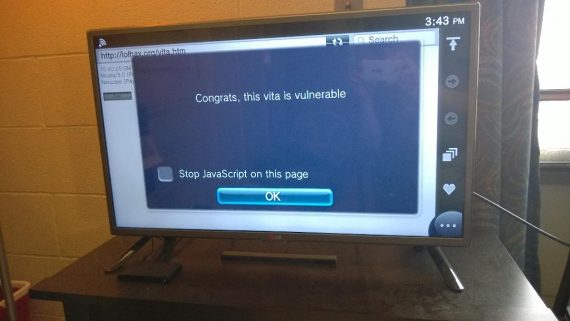 3:43 PM
http://lolhax.org/vita.htm
Search
Congrats, this vita is vulnerable
Stop JavaScript on this page
OK
LG